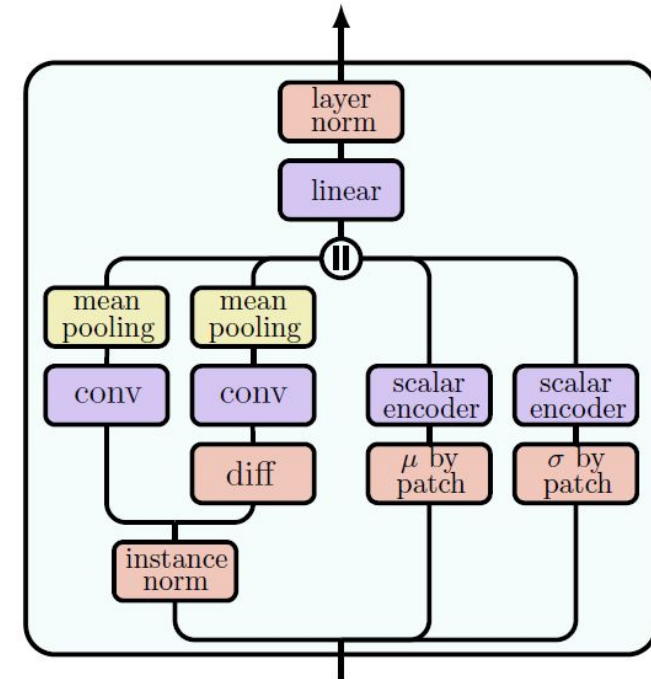 layer
norm
linear
mean
pooling
mean
pooling
conv
conv
scalar
encoder
scalar
encoder
diff
μ by
patch
σ by
patch
instance
norm